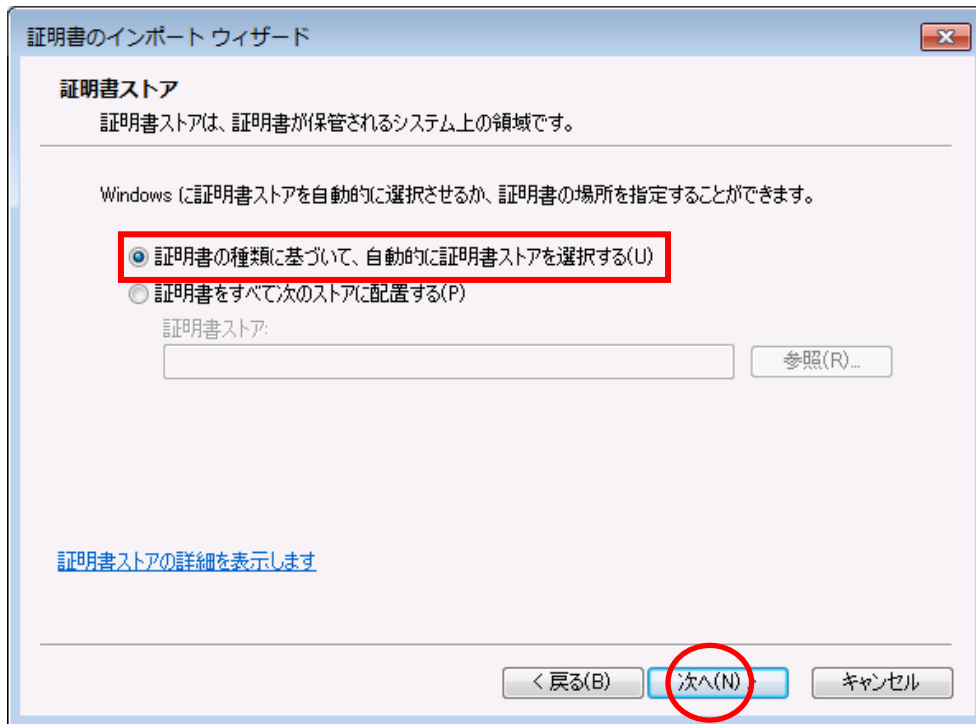 証明書のインポート ウィザード
証明書ストア
証明書ストアは、証明書が保管されるシステム上の領域です。
Windows に証明書ストアを自動的に選択させるか、証明書の場所を指定することができます。
証明書の種類に基づいて、自動的に証明書ストアを選択する(U)
証明書をすべて次のストアに配置する(P)
証明書ストア:
参照(R)...
証明書ストアの詳細を表示します
< 戻る(B) 次へ(N) > キャンセル